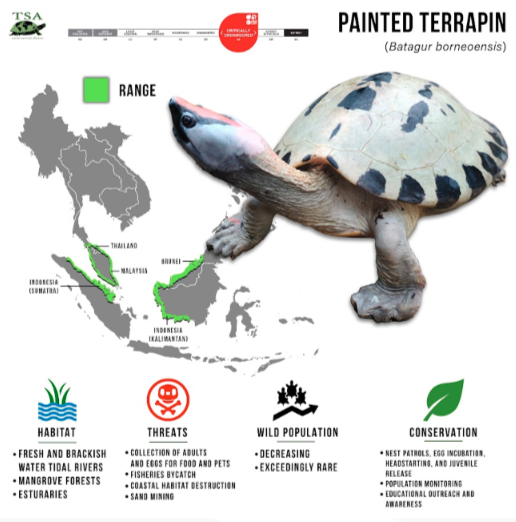 TSA
CRITICALLY
ENDANGERED
PAINTED TERRAPIN
(Batagur borneoensis)
RANGE
THAILAND
MALAYSIA
BRUNEI
INDONESIA
(SUMATRA)
INDONESIA
(KALIMANTAN)
HABITAT
• FRESH AND BRACKISH
WATER TIDAL RIVERS
• MANGROVE FORESTS
• ESTURARIES
THREATS
• COLLECTION OF ADULTS
AND EGGS FOR FOOD AND PETS
• FISHERIES BYCATCH
• COASTAL HABITAT DESTRUCTION
• SAND MINING
WILD POPULATION
• DECREASING
• EXCEEDINGLY RARE
CONSERVATION
• NEST PATROLS, EGG INCUBATION,
HEADSTARTING, AND JUVENILE
RELEASE
• POPULATION MONITORING
• EDUCATIONAL OUTREACH AND
AWARENESS